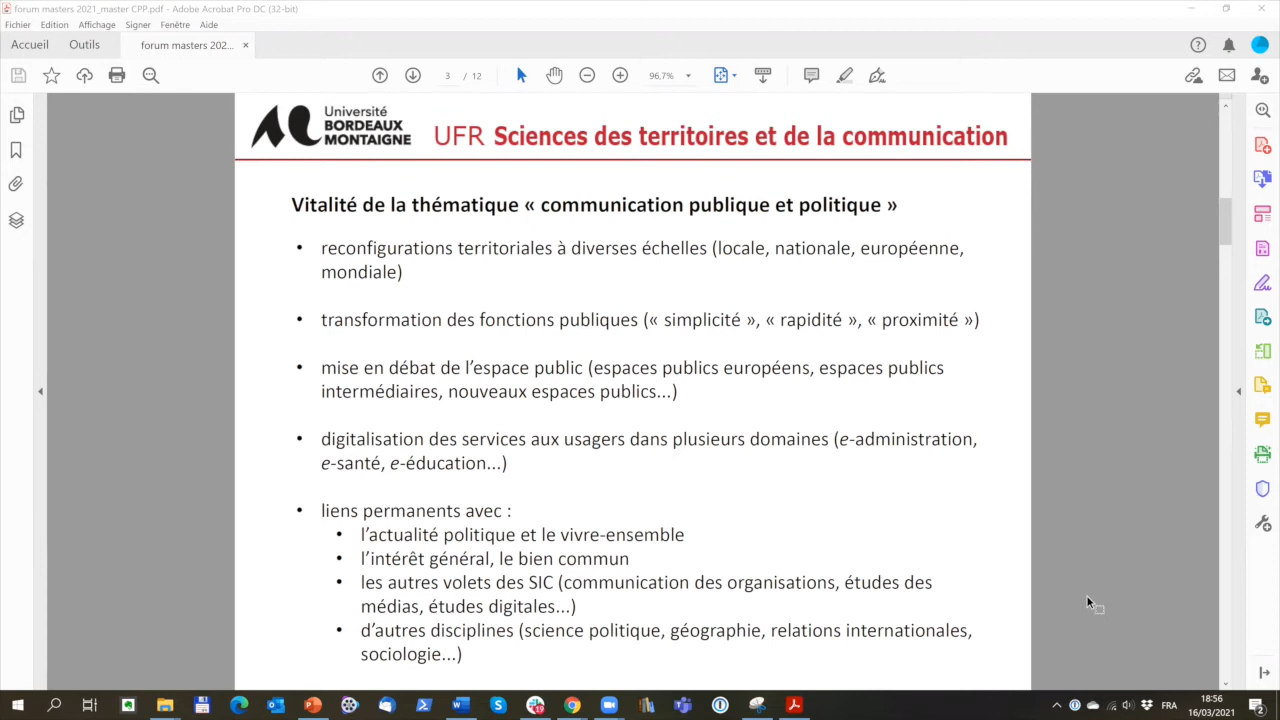 forum masters 2021_master CPP.pdf - Adobe Acrobat Pro DC (32-bit)
Fichier Edition Affichage Signer Fenêtre Aide
Accueil Outils forum masters 202... ×
3 / 12 96,7%
Université
BORDEAUX
MONTAIGNE
UFR Sciences des territoires et de la communication
Vitalité de la thématique « communication publique et politique »
• reconfigurations territoriales à diverses échelles (locale, nationale, européenne,
mondiale)
• transformation des fonctions publiques (« simplicité », « rapidité », « proximité »)
• mise en débat de l’espace public (espaces publics européens, espaces publics
intermédiaires, nouveaux espaces publics...)
• digitalisation des services aux usagers dans plusieurs domaines (e-administration,
e-santé, e-éducation...)
• liens permanents avec :
• l’actualité politique et le vivre-ensemble
• l’intérêt général, le bien commun
• les autres volets des SIC (communication des organisations, études des
médias, études digitales...)
• d’autres disciplines (science politique, géographie, relations internationales,
sociologie...)
FRA
18:56
16/03/2021